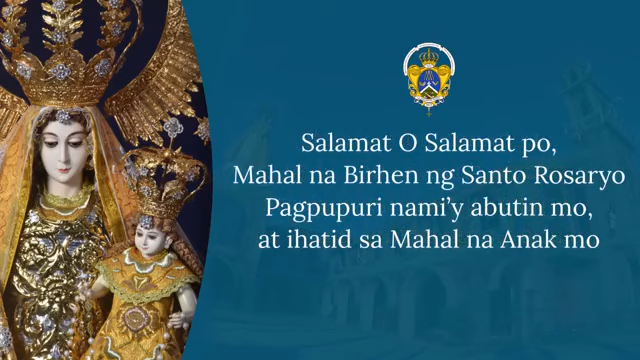 Salamat O Salamat po,
Mahal na Birhen ng Santo Rosaryo
Pagpupuri nami’y abutin mo,
at ihatid sa Mahal na Anak mo